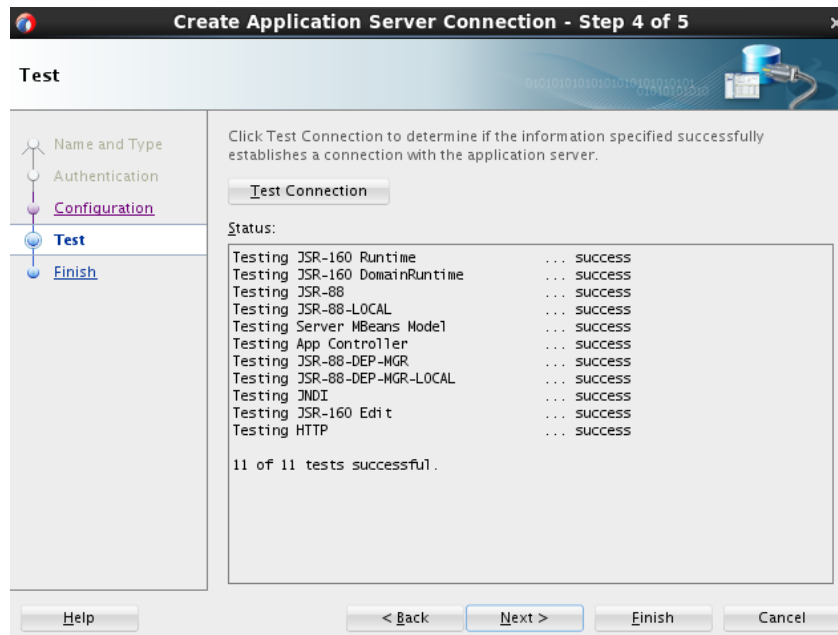 Create Application Server Connection - Step 4 of 5
Test
Name and Type
Authentication
Configuration
Test
Finish
Click Test Connection to determine if the information specified successfully
establishes a connection with the application server.
Test Connection
Status:
Testing JSR-160 Runtime ... success
Testing JSR-160 DomainRuntime ... success
Testing JSR-88 ... success
Testing JSR-88-LOCAL ... success
Testing Server MBeans Model ... success
Testing App Controller ... success
Testing JSR-88-DEP-MGR ... success
Testing JSR-88-DEP-MGR-LOCAL ... success
Testing JNDI ... success
Testing JSR-160 Edit ... success
Testing HTTP ... success
11 of 11 tests successful.
Help
< Back
Next >
Finish
Cancel